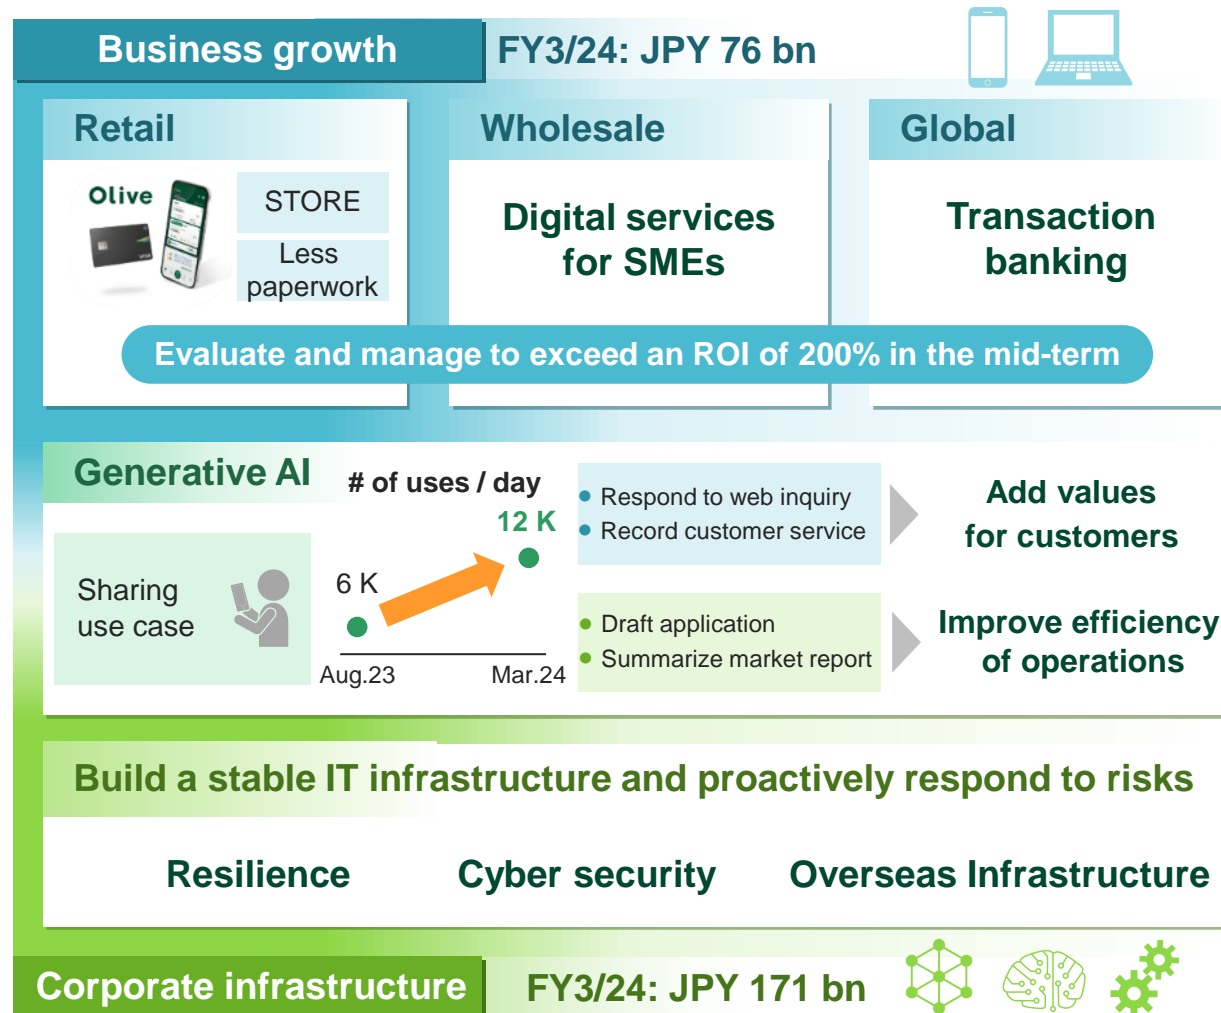 Business growth
FY3/24: JPY 76 bn
Retail
Wholesale
Global
Olive
STORE
Less
paperwork
Digital services
for SMEs
Transaction
banking
Evaluate and manage to exceed an ROI of 200% in the mid-term
Generative AI
# of uses / day
12 K
6 K
Aug.23
Mar.24
Sharing
use case
• Respond to web inquiry
• Record customer service
Add values
for customers
• Draft application
• Summarize market report
Improve efficiency
of operations
Build a stable IT infrastructure and proactively respond to risks
Resilience
Cyber security
Overseas Infrastructure
Corporate infrastructure
FY3/24: JPY 171 bn